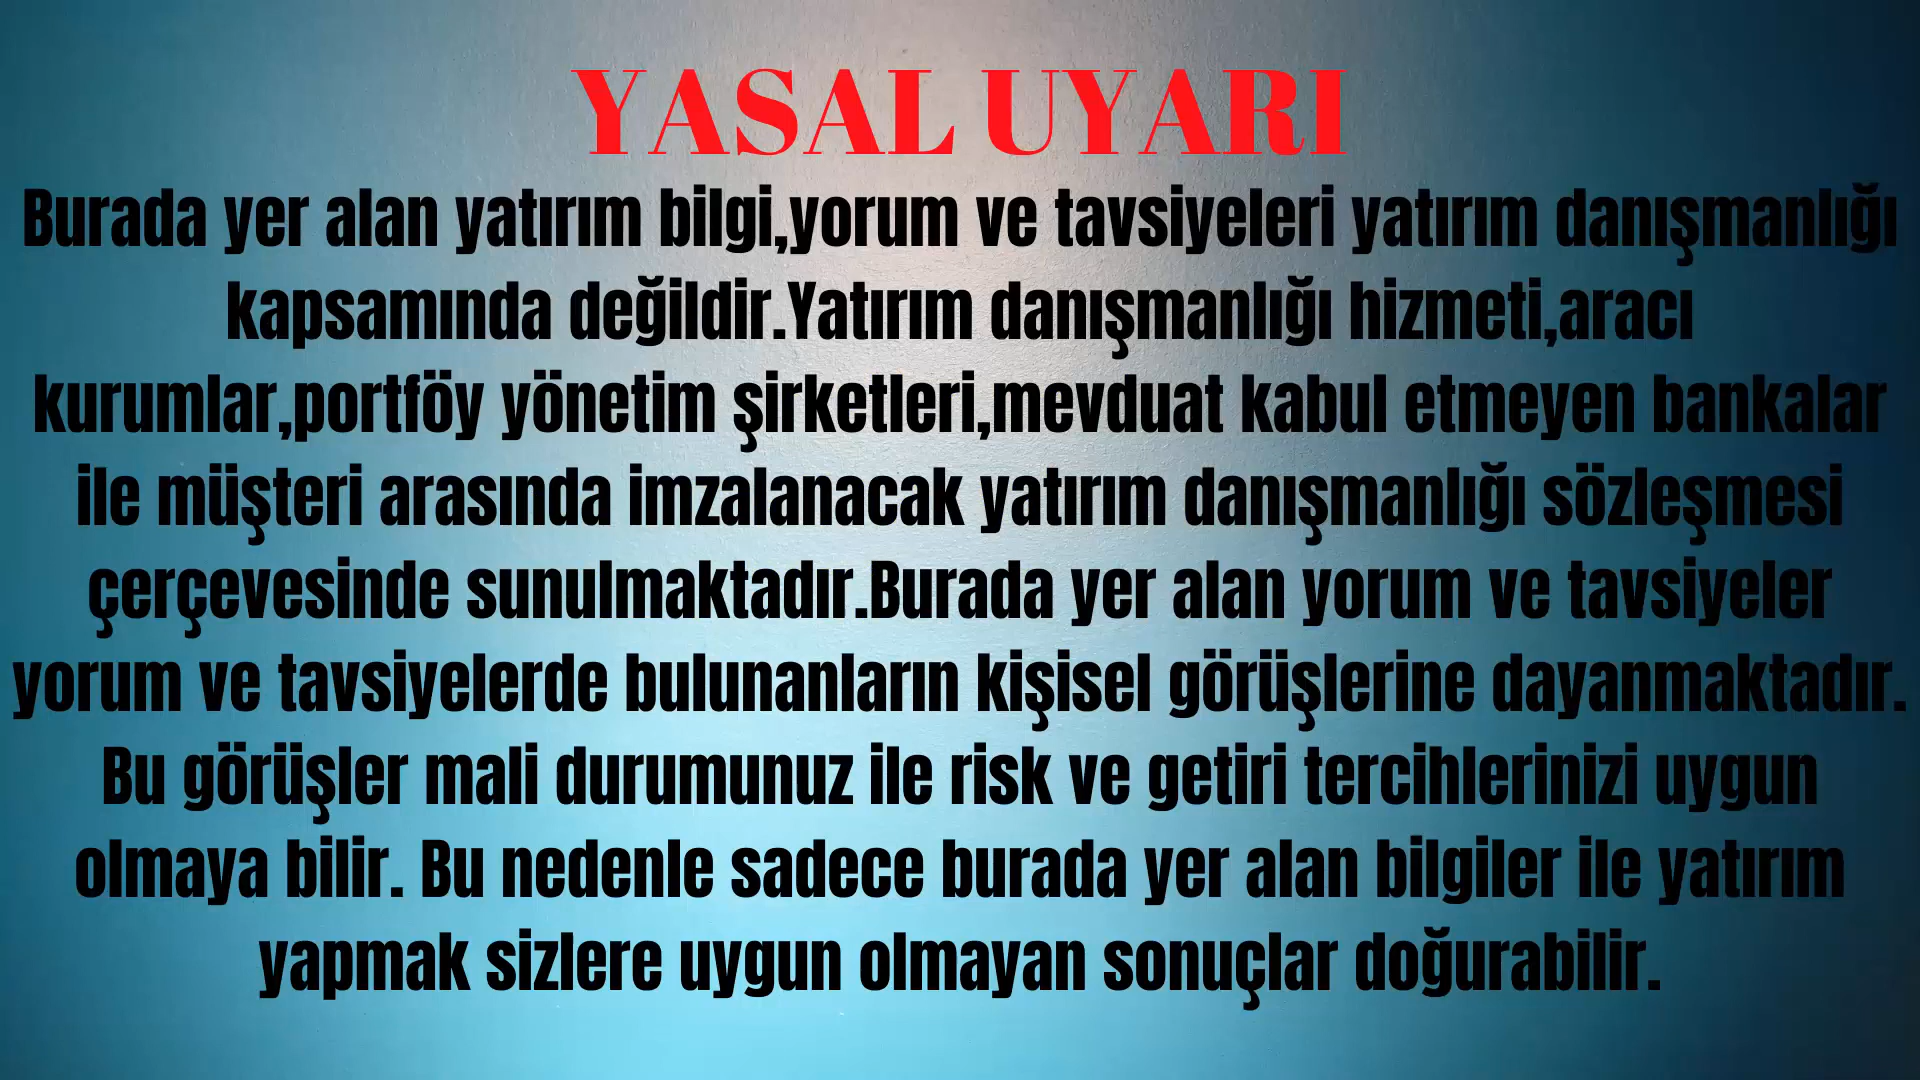 YASAL UYARI
Burada yer alan yatırım bilgi,yorum ve tavsiyeleri yatırım danışmanlığı
kapsamında değildir.Yatırım danışmanlığı hizmeti,aracı
kurumlar,portföy yönetim şirketleri,mevduat kabul etmeyen bankalar
ile müşteri arasında imzalanacak yatırım danışmanlığı sözleşmesi
çerçevesinde sunulmaktadır.Burada yer alan yorum ve tavsiyeler
yorum ve tavsiyelerde bulunanların kişisel görüşlerine dayanmaktadır.
Bu görüşler mali durumunuz ile risk ve getiri tercihlerinizi uygun
olmaya bilir. Bu nedenle sadece burada yer alan bilgiler ile yatırım
yapmak sizlere uygun olmayan sonuçlar doğurabilir.